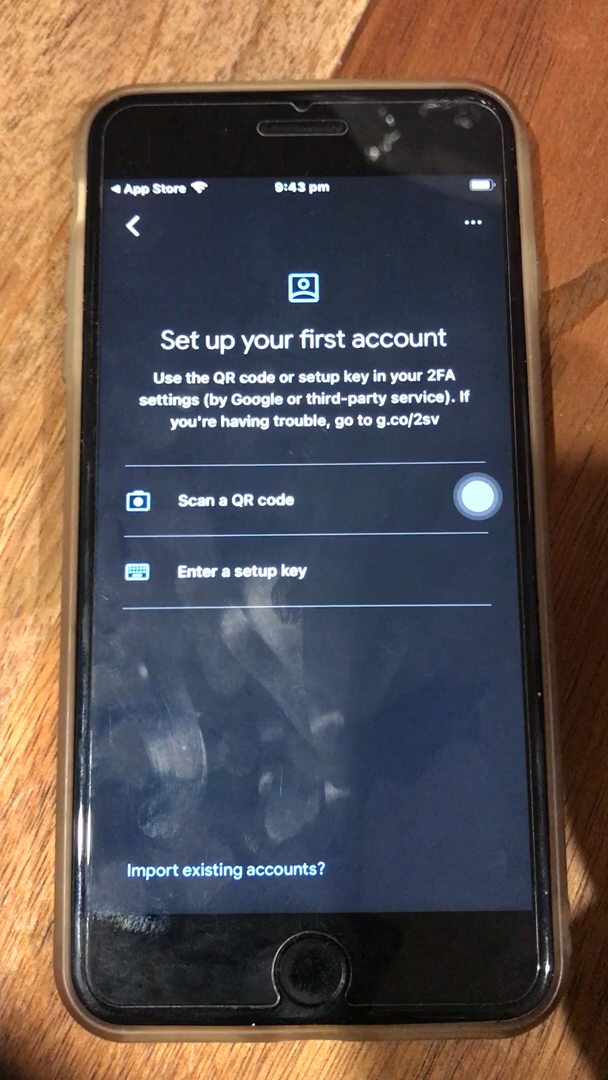 App Store
9:43 pm
Set up your first account
Use the QR code or setup key in your 2FA
settings (by Google or third-party service). If
you're having trouble, go to g.co/2sv
Scan a QR code
Enter a setup key
Import existing accounts?